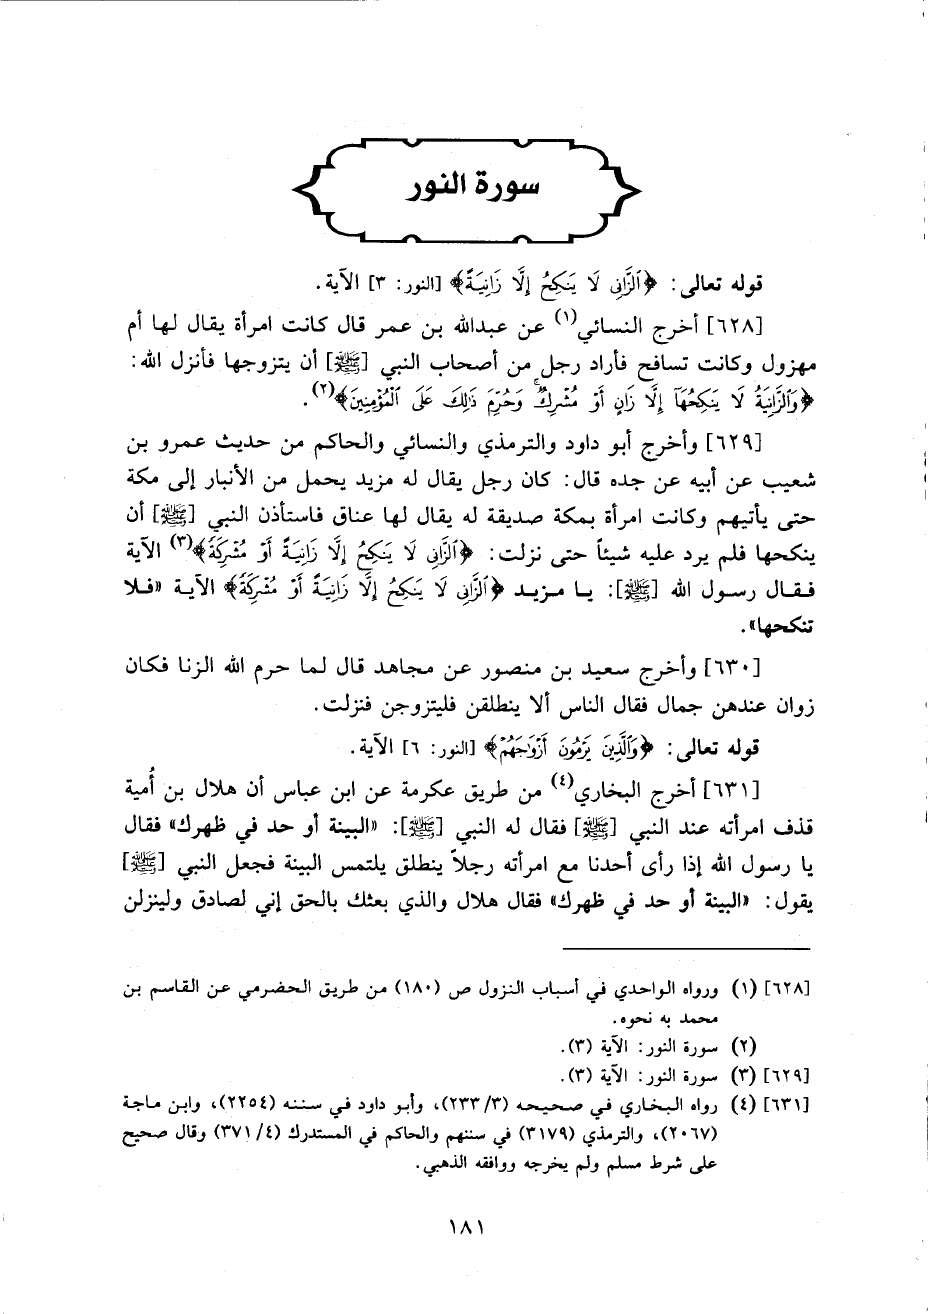 سورة النور
قوله تعالى: ﴿ٱلزَّانِى لَا يَنكِحُ إِلَّا زَانِيَةً﴾ [النور: ٣] الآية.
[٦٢٨] أخرج النسائي(١) عن عبدالله بن عمر قال كانت امرأة يقال لها أم
مهزول وكانت تسافح فأراد رجل من أصحاب النبي [ﷺ] أن يتزوجها فأنزل الله:
﴿وَٱلزَّانِيَةُ لَا يَنكِحُهَآ إِلَّا زَانٍ أَوْ مُشْرِكٌۚ وَحُرِّمَ ذَٰلِكَ عَلَى ٱلْمُؤْمِنِينَ﴾(٢).
[٦٢٩] وأخرج أبو داود والترمذي والنسائي والحاكم من حديث عمرو بن
شعيب عن أبيه عن جده قال: كان رجل يقال له مزيد يحمل من الأنبار إلى مكة
حتى يأتيهم وكانت امرأة بمكة صديقة له يقال لها عناق فاستأذن النبي [ﷺ] أن
ينكحها فلم يرد عليه شيئاً حتى نزلت: ﴿ٱلزَّانِى لَا يَنكِحُ إِلَّا زَانِيَةً أَوْ مُشْرِكَةً﴾(٣) الآية
فقال رسول الله [ﷺ]: يا مزيد ﴿ٱلزَّانِى لَا يَنكِحُ إِلَّا زَانِيَةً أَوْ مُشْرِكَةً﴾ الآية «فلا
تنكحها».
[٦٣٠] وأخرج سعيد بن منصور عن مجاهد قال لما حرم الله الزنا فكان
زوان عندهن جمال فقال الناس ألا ينطلقن فليتزوجن فنزلت.
قوله تعالى: ﴿وَٱلَّذِينَ يَرْمُونَ أَزْوَٰجَهُمْ﴾ [النور: ٦] الآية.
[٦٣١] أخرج البخاري(٤) من طريق عكرمة عن ابن عباس أن هلال بن أُمية
قذف امرأته عند النبي [ﷺ] فقال له النبي [ﷺ]: «البينة أو حد في ظهرك» فقال
يا رسول الله إذا رأى أحدنا مع امرأته رجلاً ينطلق يلتمس البينة فجعل النبي [ﷺ]
يقول: «البينة أو حد في ظهرك» فقال هلال والذي بعثك بالحق إني لصادق ولينزلن
[٦٢٨] (١) ورواه الواحدي في أسباب النزول ص (١٨٠) من طريق الحضرمي عن القاسم بن
محمد به نحوه.
(٢) سورة النور: الآية (٣).
[٦٢٩] (٣) سورة النور: الآية (٣).
[٦٣١] (٤) رواه البخاري في صحيحه (٢٣٣/٣)، وأبو داود في سننه (٢٢٥٤)، وابن ماجة
(٢٠٦٧)، والترمذي (٣١٧٩) في سننهم والحاكم في المستدرك (٣٧١/٤) وقال صحيح
على شرط مسلم ولم يخرجه ووافقه الذهبي.
١٨١